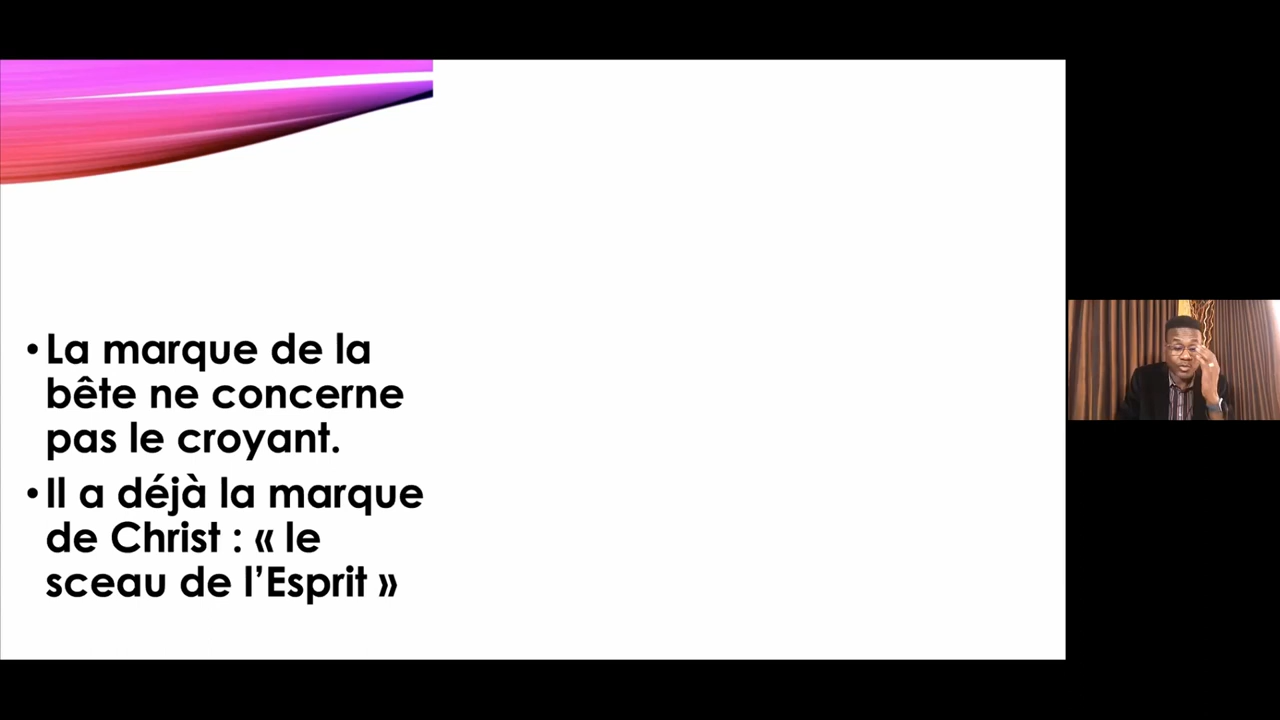 • La marque de la
bête ne concerne
pas le croyant.
• Il a déjà la marque
de Christ : « le
sceau de l’Esprit »